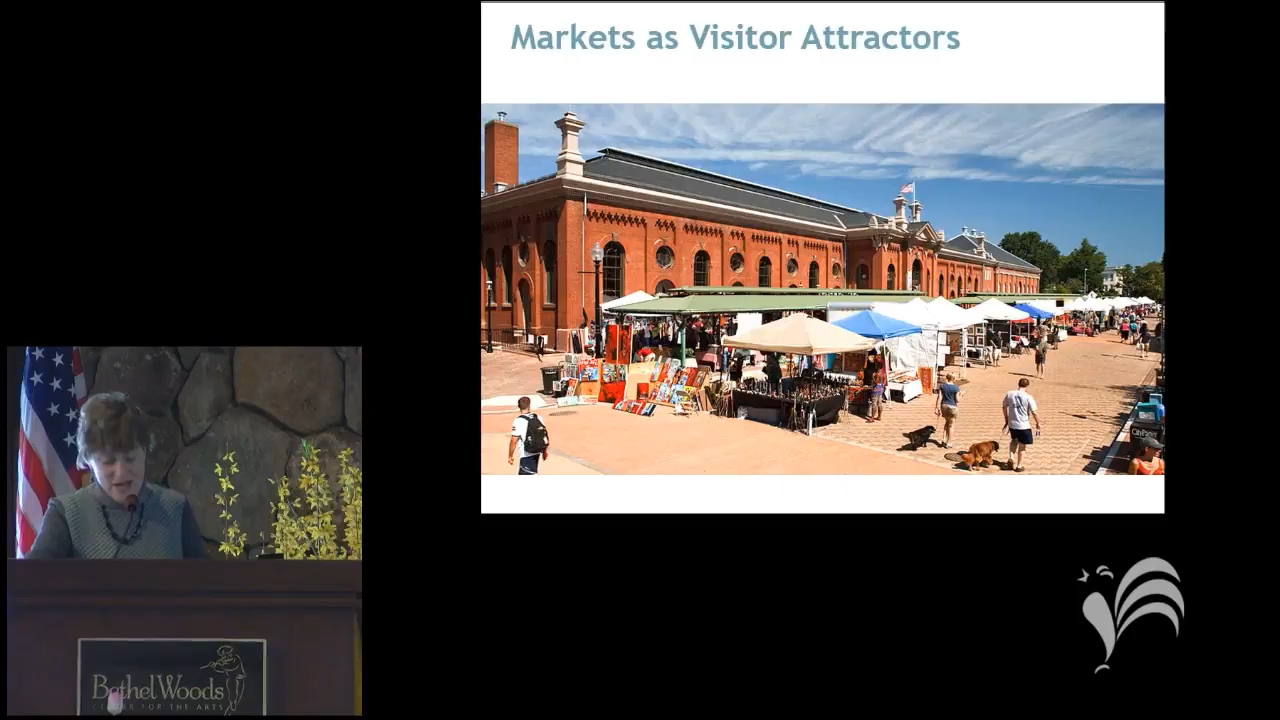 Markets as Visitor Attractors
Bethel Woods
CENTER FOR THE ARTS